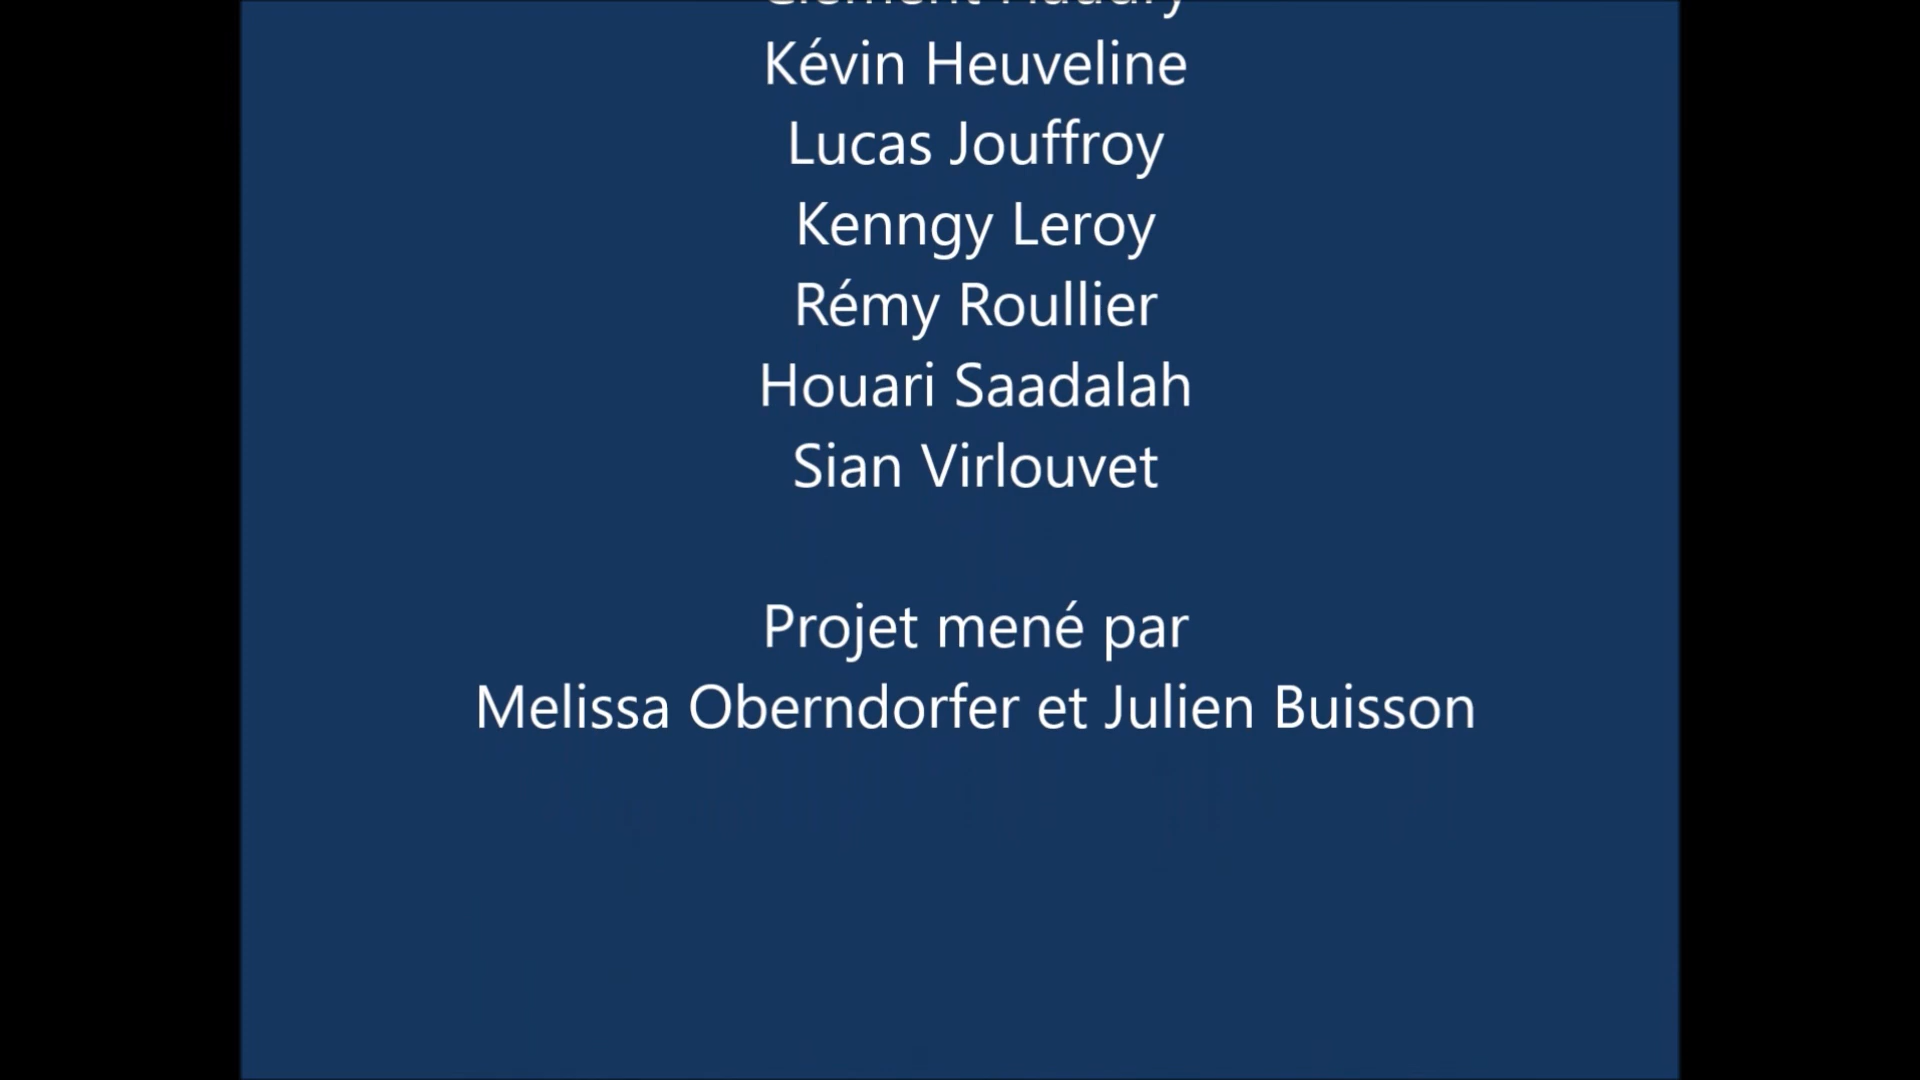 Kévin Heuveline
Lucas Jouffroy
Kenngy Leroy
Rémy Roullier
Houari Saadalah
Sian Virlouvet
Projet mené par
Melissa Oberndorfer et Julien Buisson